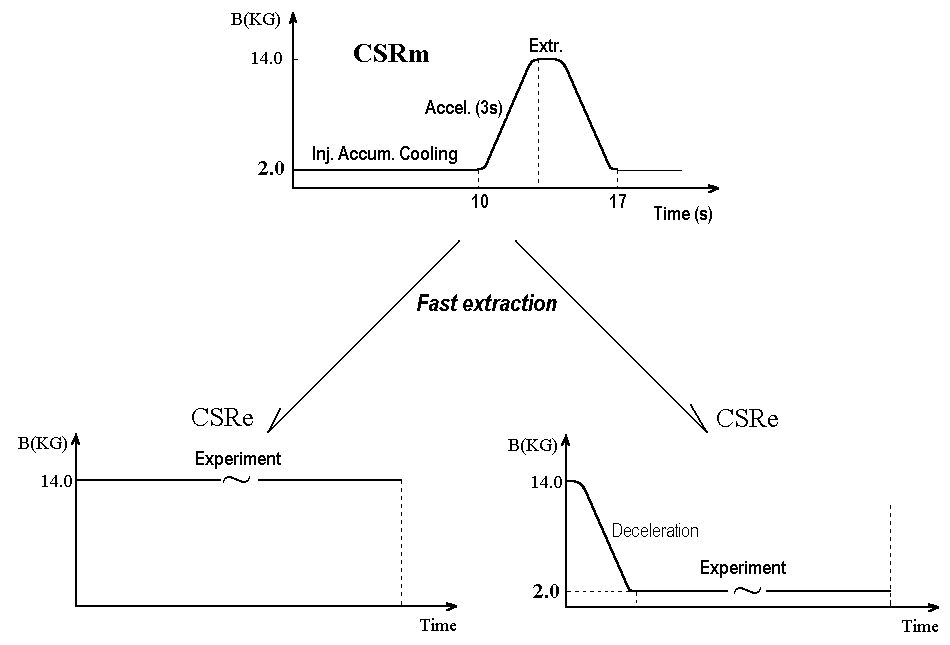 B(KG)
CSRm
Extr.
14.0
Accel. (3s)
Inj. Accum. Cooling
2.0
10
17
Time (s)
Fast extraction
CSRe
B(KG)
Experiment
14.0
Time
CSRe
B(KG)
14.0
Deceleration
Experiment
2.0
Time